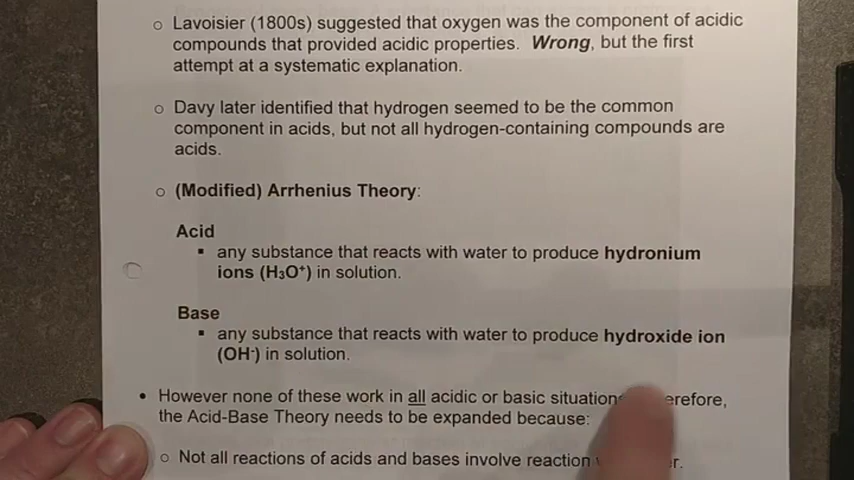 o Lavoisier (1800s) suggested that oxygen was the component of acidic
compounds that provided acidic properties. Wrong, but the first
attempt at a systematic explanation.
o Davy later identified that hydrogen seemed to be the common
component in acids, but not all hydrogen-containing compounds are
acids.
o (Modified) Arrhenius Theory:
Acid
▪ any substance that reacts with water to produce hydronium
ions (H₃O⁺) in solution.
Base
▪ any substance that reacts with water to produce hydroxide ion
(OH⁻) in solution.
• However none of these work in all acidic or basic
the Acid-Base Theory needs to be expanded because:
o Not all reactions of acids and bases involve reaction